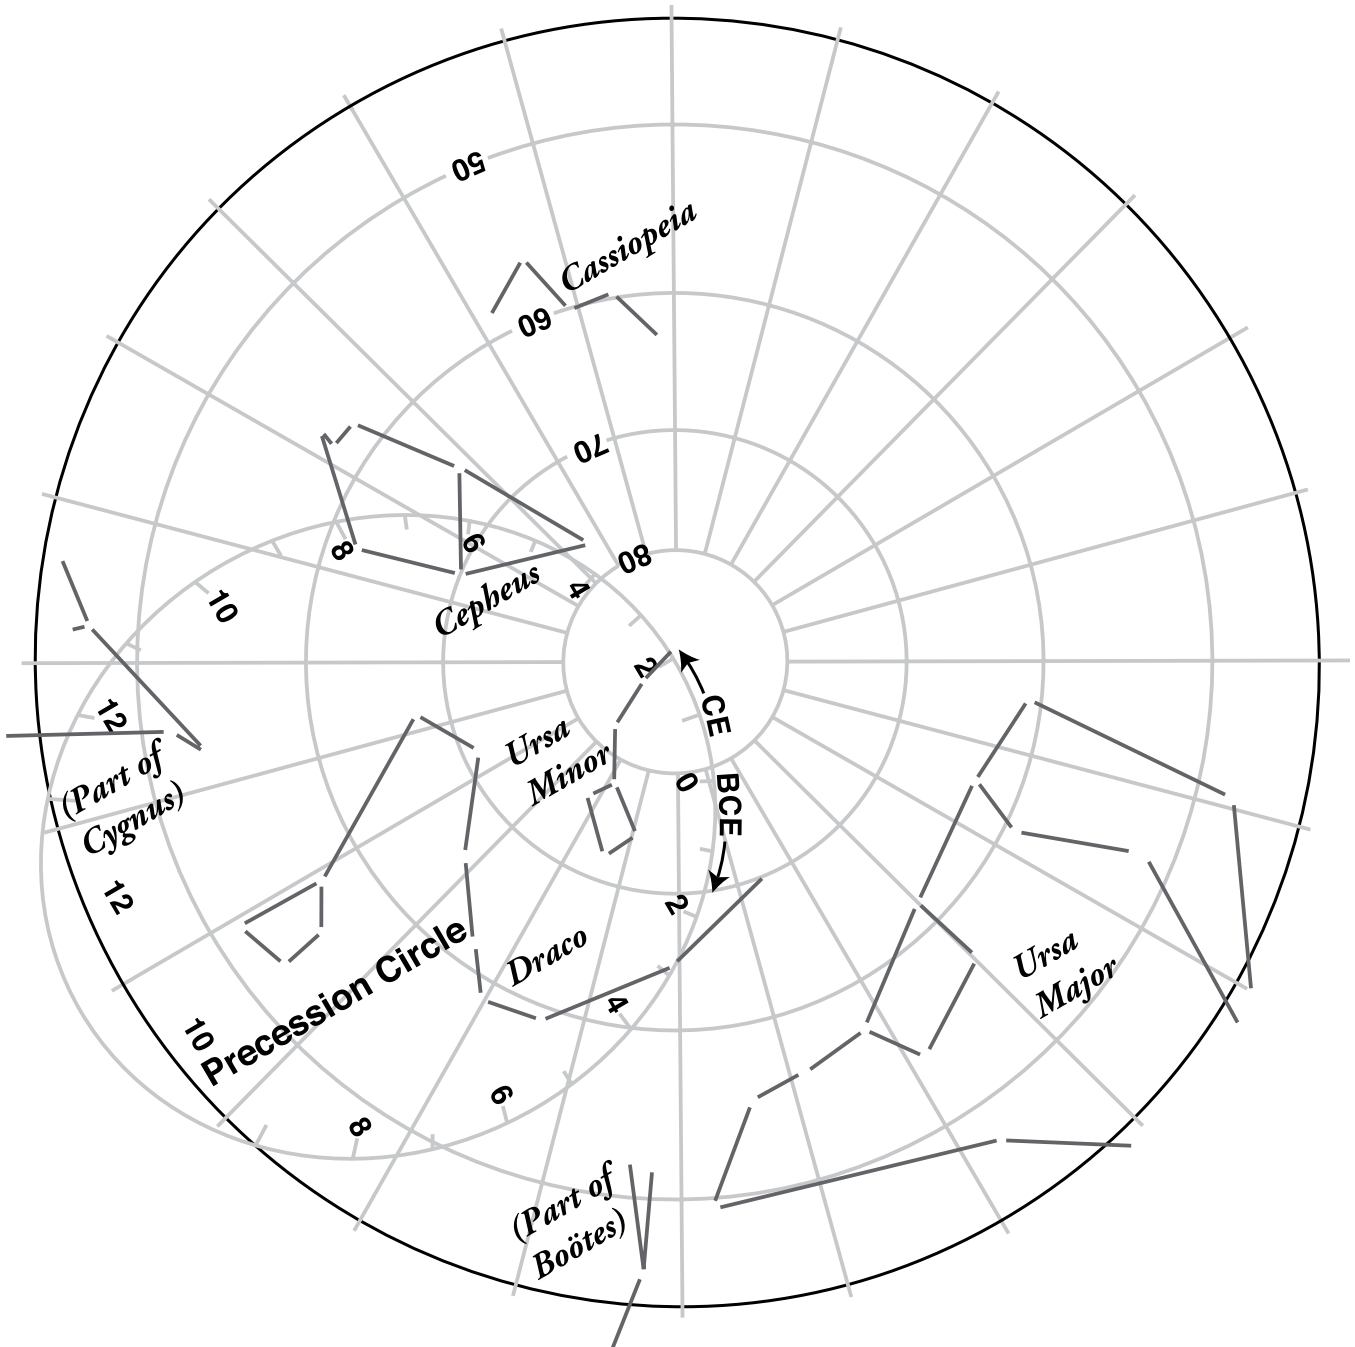 50
Cassiopeia
60
70
80
8
6
4
Cepheus
10
2
CE
12
(Part of
Cygnus)
Ursa
Minor
0
BCE
12
2
Precession Circle
Draco
Ursa
Major
4
10
6
8
(Part of
Boötes)